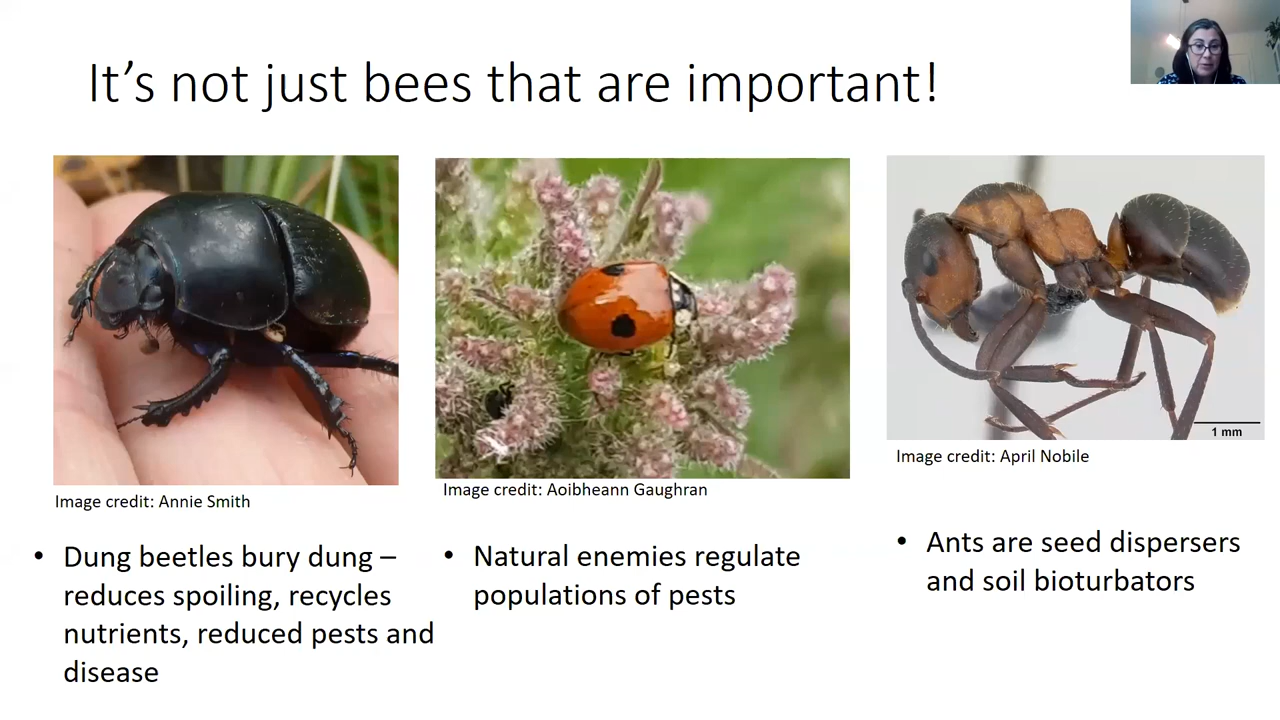 It's not just bees that are important!
1 mm
Image credit: Annie Smith
Image credit: Aoibheann Gaughran
Image credit: April Nobile
• Dung beetles bury dung –
reduces spoiling, recycles
nutrients, reduced pests and
disease
• Natural enemies regulate
populations of pests
• Ants are seed dispersers
and soil bioturbators